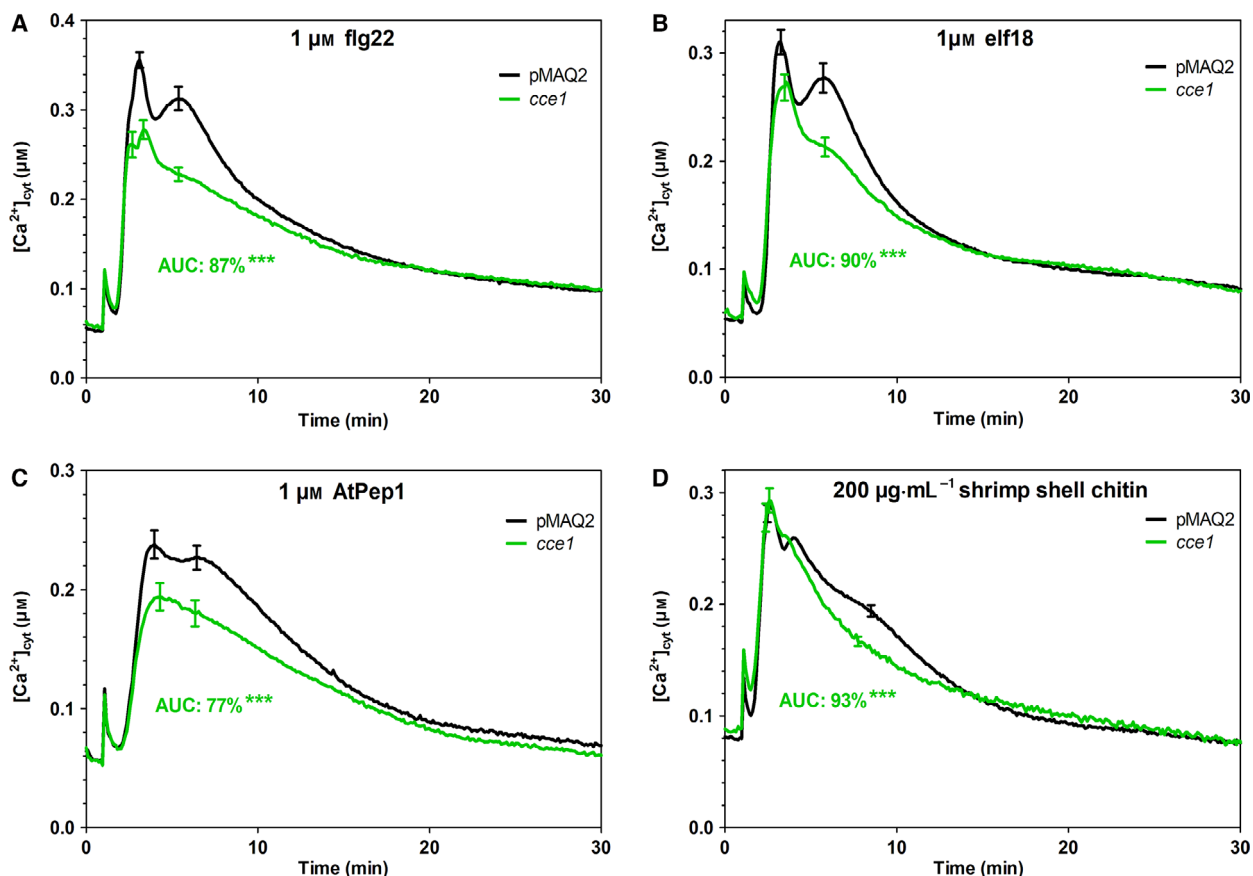 A
1 μM flg22
pMAQ2
cce1
[Ca²⁺]cyt (μM)
0.4
0.3
0.2
0.1
0.0
AUC: 87% ***
0 10 20 30
Time (min)
B
1μM elf18
pMAQ2
cce1
[Ca²⁺]cyt (μM)
0.3
0.2
0.1
0.0
AUC: 90% ***
0 10 20 30
Time (min)
C
1 μM AtPep1
pMAQ2
cce1
[Ca²⁺]cyt (μM)
0.3
0.2
0.1
0.0
AUC: 77% ***
0 10 20 30
Time (min)
D
200 μg·mL⁻¹ shrimp shell chitin
pMAQ2
cce1
[Ca²⁺]cyt (μM)
0.3
0.2
0.1
0.0
AUC: 93% ***
0 10 20 30
Time (min)